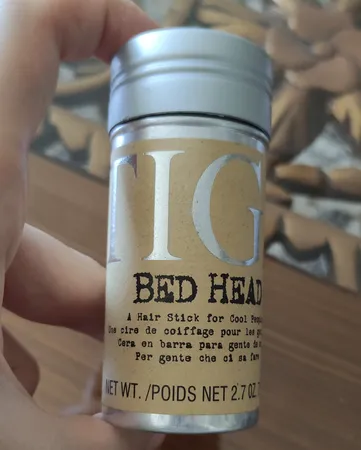 TIG
BED HEAD
A Hair Stick for Cool
Une cire de coiffage pour les
Cera en barra para gente de
Per gente che ci sa fare
NET WT. /POIDS NET 2.7 OZ